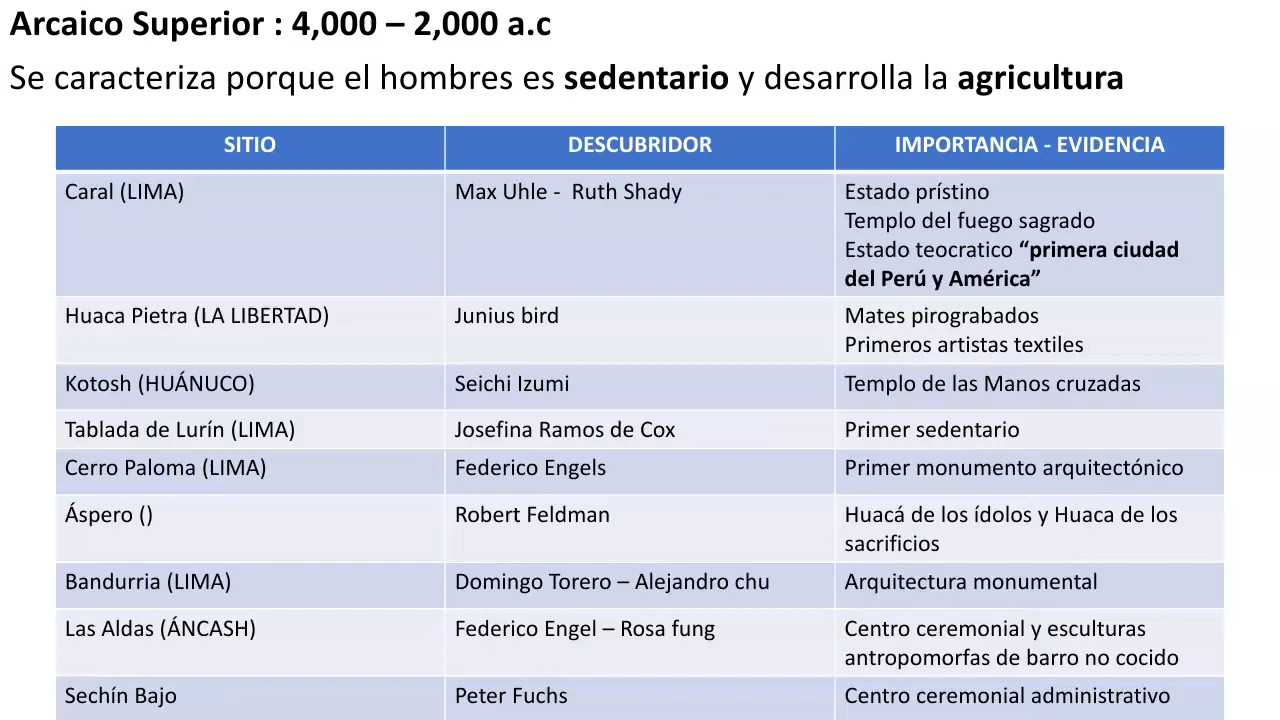 Arcaico Superior : 4,000 – 2,000 a.c
Se caracteriza porque el hombres es sedentario y desarrolla la agricultura
SITIO DESCUBRIDOR IMPORTANCIA - EVIDENCIA
Caral (LIMA) Max Uhle - Ruth Shady Estado prístino
Templo del fuego sagrado
Estado teocratico “primera ciudad
del Perú y América”
Huaca Pietra (LA LIBERTAD) Junius bird Mates pirograbados
Primeros artistas textiles
Kotosh (HUÁNUCO) Seichi Izumi Templo de las Manos cruzadas
Tablada de Lurín (LIMA) Josefina Ramos de Cox Primer sedentario
Cerro Paloma (LIMA) Federico Engels Primer monumento arquitectónico
Áspero () Robert Feldman Huacá de los ídolos y Huaca de los
sacrificios
Bandurria (LIMA) Domingo Torero – Alejandro chu Arquitectura monumental
Las Aldas (ÁNCASH) Federico Engel – Rosa fung Centro ceremonial y esculturas
antropomorfas de barro no cocido
Sechín Bajo Peter Fuchs Centro ceremonial administrativo